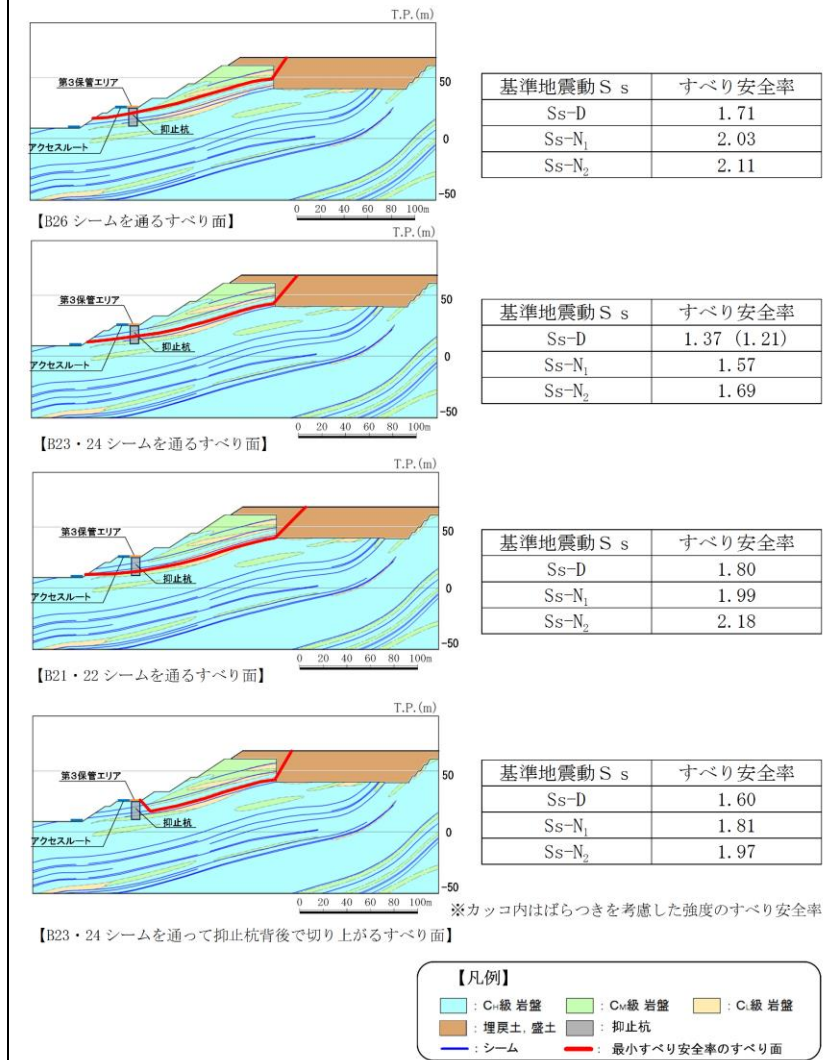 T.P.(m)
第3保管エリア
抑止杭
アクセスルート
50
0
-50
0 20 40 60 80 100m
【B26 シームを通るすべり面】
基準地震動Ｓｓ すべり安全率
Ss-D 1.71
Ss-N₁ 2.03
Ss-N₂ 2.11
T.P.(m)
第3保管エリア
抑止杭
アクセスルート
50
0
-50
0 20 40 60 80 100m
【B23・24 シームを通るすべり面】
基準地震動Ｓｓ すべり安全率
Ss-D 1.37 (1.21)
Ss-N₁ 1.57
Ss-N₂ 1.69
T.P.(m)
第3保管エリア
抑止杭
アクセスルート
50
0
-50
0 20 40 60 80 100m
【B21・22 シームを通るすべり面】
基準地震動Ｓｓ すべり安全率
Ss-D 1.80
Ss-N₁ 1.99
Ss-N₂ 2.18
T.P.(m)
第3保管エリア
抑止杭
アクセスルート
50
0
-50
0 20 40 60 80 100m
【B23・24 シームを通って抑止杭背後で切り上がるすべり面】
基準地震動Ｓｓ すべり安全率
Ss-D 1.60
Ss-N₁ 1.81
Ss-N₂ 1.97
※カッコ内はばらつきを考慮した強度のすべり安全率
【凡例】
：CH級 岩盤 ：CM級 岩盤 ：CL級 岩盤
：埋戻土，盛土 ：抑止杭
：シーム ：最小すべり安全率のすべり面